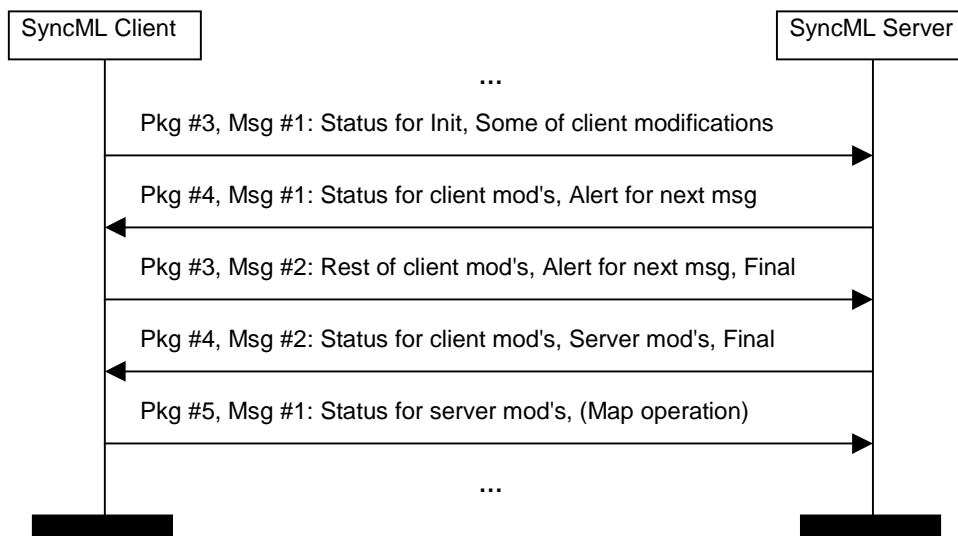 SyncML Client
SyncML Server
...
Pkg #3, Msg #1: Status for Init, Some of client modifications
Pkg #4, Msg #1: Status for client mod's, Alert for next msg
Pkg #3, Msg #2: Rest of client mod's, Alert for next msg, Final
Pkg #4, Msg #2: Status for client mod's, Server mod's, Final
Pkg #5, Msg #1: Status for server mod's, (Map operation)
...